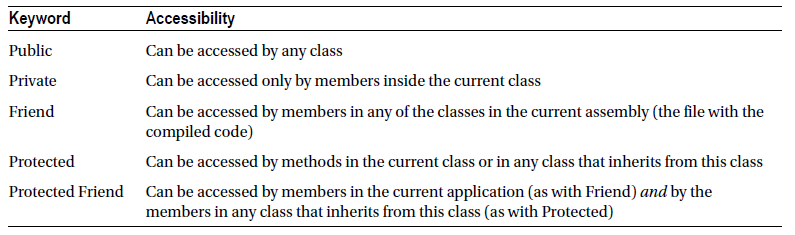 Keyword Accessibility
Public Can be accessed by any class
Private Can be accessed only by members inside the current class
Friend Can be accessed by members in any of the classes in the current assembly (the file with the
compiled code)
Protected Can be accessed by methods in the current class or in any class that inherits from this class
Protected Friend Can be accessed by members in the current application (as with Friend) and by the
members in any class that inherits from this class (as with Protected)